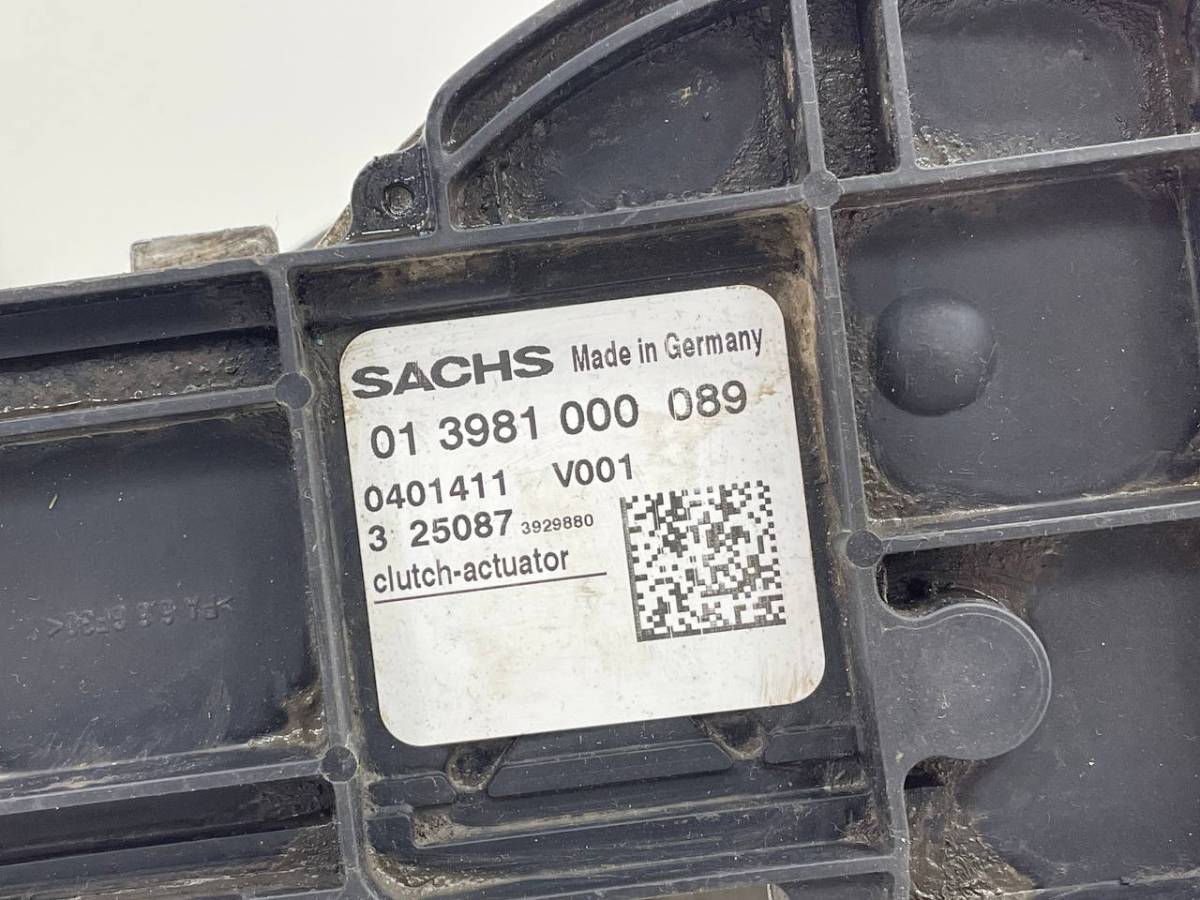 SACHS Made in Germany
01 3981 000 089
0401411 V001
3 25087 3929880
clutch-actuator